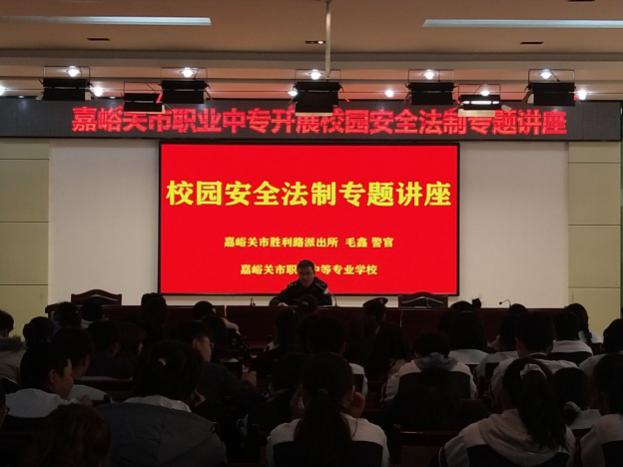 嘉峪关市职业中专开展校园安全法制专题讲座
校园安全法制专题讲座
嘉峪关市胜利路派出所 毛鑫 警官
嘉峪关市职业中等专业学校